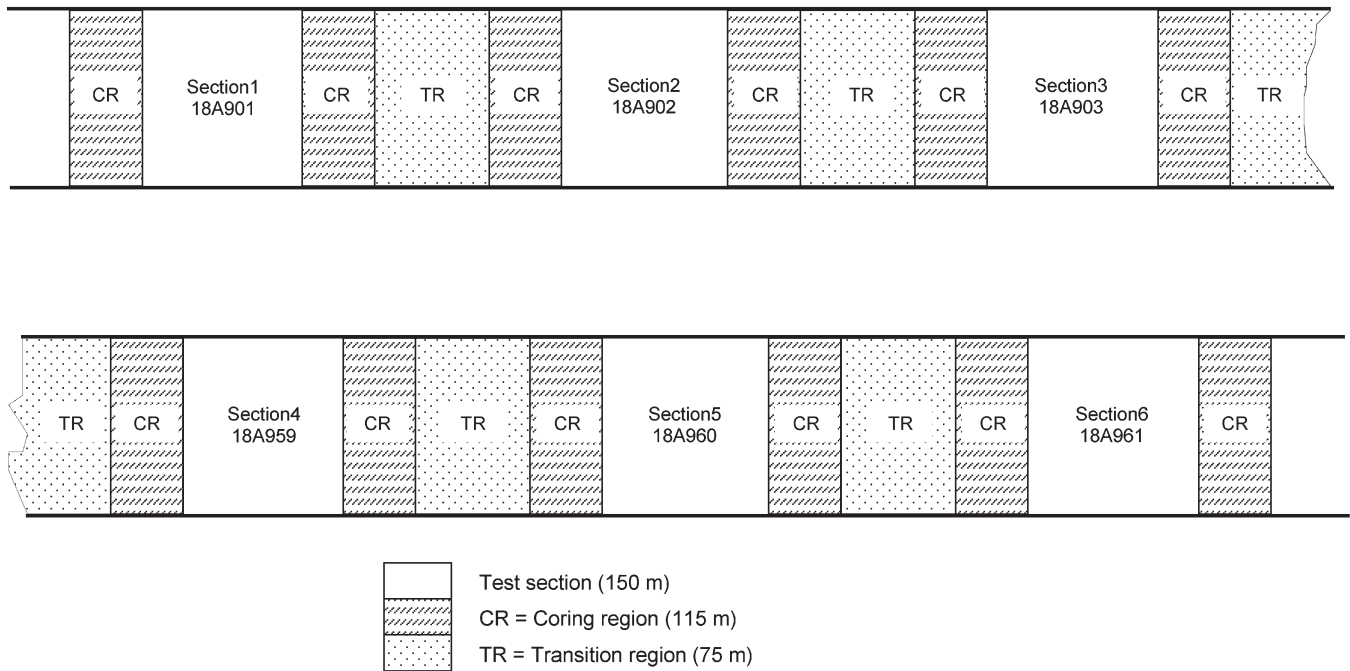 CR
Section1
18A901
CR
TR
CR
Section2
18A902
CR
TR
CR
Section3
18A903
CR
TR
TR
CR
Section4
18A959
CR
TR
CR
Section5
18A960
CR
TR
CR
Section6
18A961
CR
Test section (150 m)
CR = Coring region (115 m)
TR = Transition region (75 m)